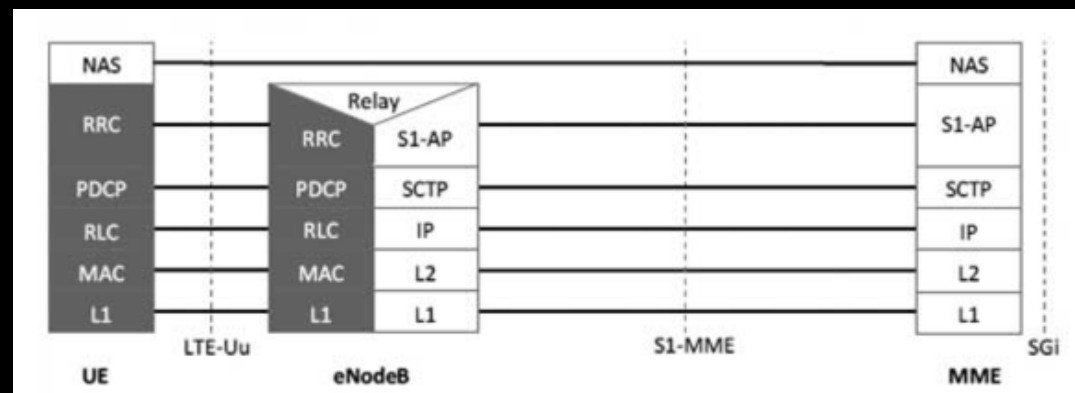 NAS NAS
Relay
RRC RRC S1-AP S1-AP
PDCP PDCP SCTP SCTP
RLC RLC IP IP
MAC MAC L2 L2
L1 L1 L1 L1
LTE-Uu S1-MME SGi
UE eNodeB MME